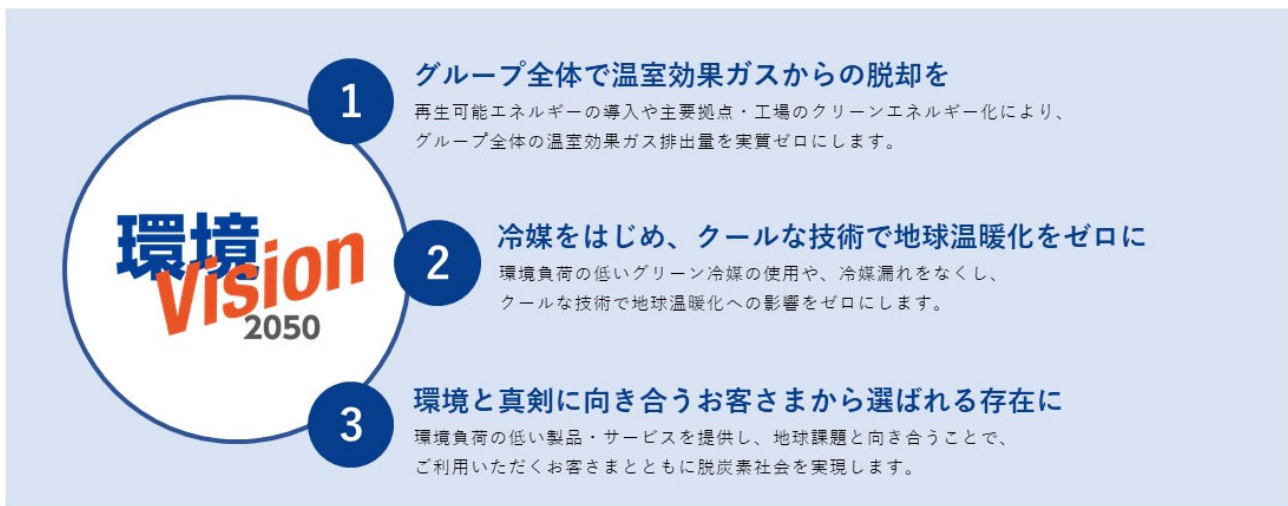 環境
Vision
2050
1
グループ全体で温室効果ガスからの脱却を
再生可能エネルギーの導入や主要拠点・工場のクリーンエネルギー化により、
グループ全体の温室効果ガス排出量を実質ゼロにします。
2
冷媒をはじめ、クールな技術で地球温暖化をゼロに
環境負荷の低いグリーン冷媒の使用や、冷媒漏れをなくし、
クールな技術で地球温暖化への影響をゼロにします。
3
環境と真剣に向き合うお客さまから選ばれる存在に
環境負荷の低い製品・サービスを提供し、地球課題と向き合うことで、
ご利用いただくお客さまとともに脱炭素社会を実現します。